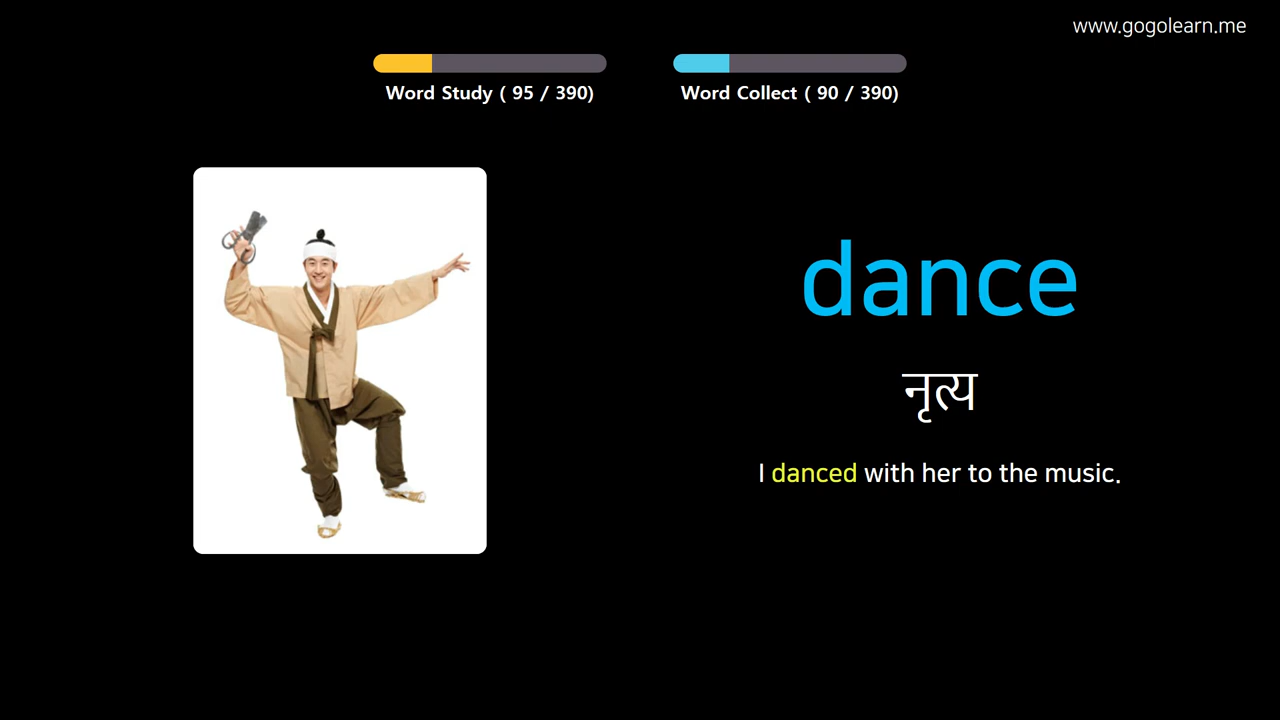 www.gogolearn.me
Word Study ( 95 / 390)
Word Collect ( 90 / 390)
dance
नृत्य
I danced with her to the music.